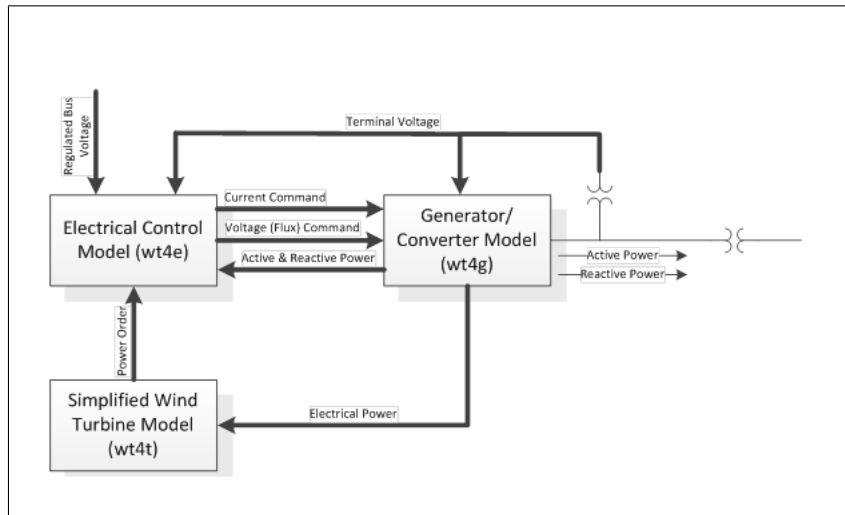 Regulated Bus
Voltage
Terminal Voltage
Electrical Control
Model (wt4e)
Current Command
Voltage (Flux) Command
Active & Reactive Power
Generator/
Converter Model
(wt4g)
Active Power
Reactive Power
Power Order
Simplified Wind
Turbine Model
(wt4t)
Electrical Power